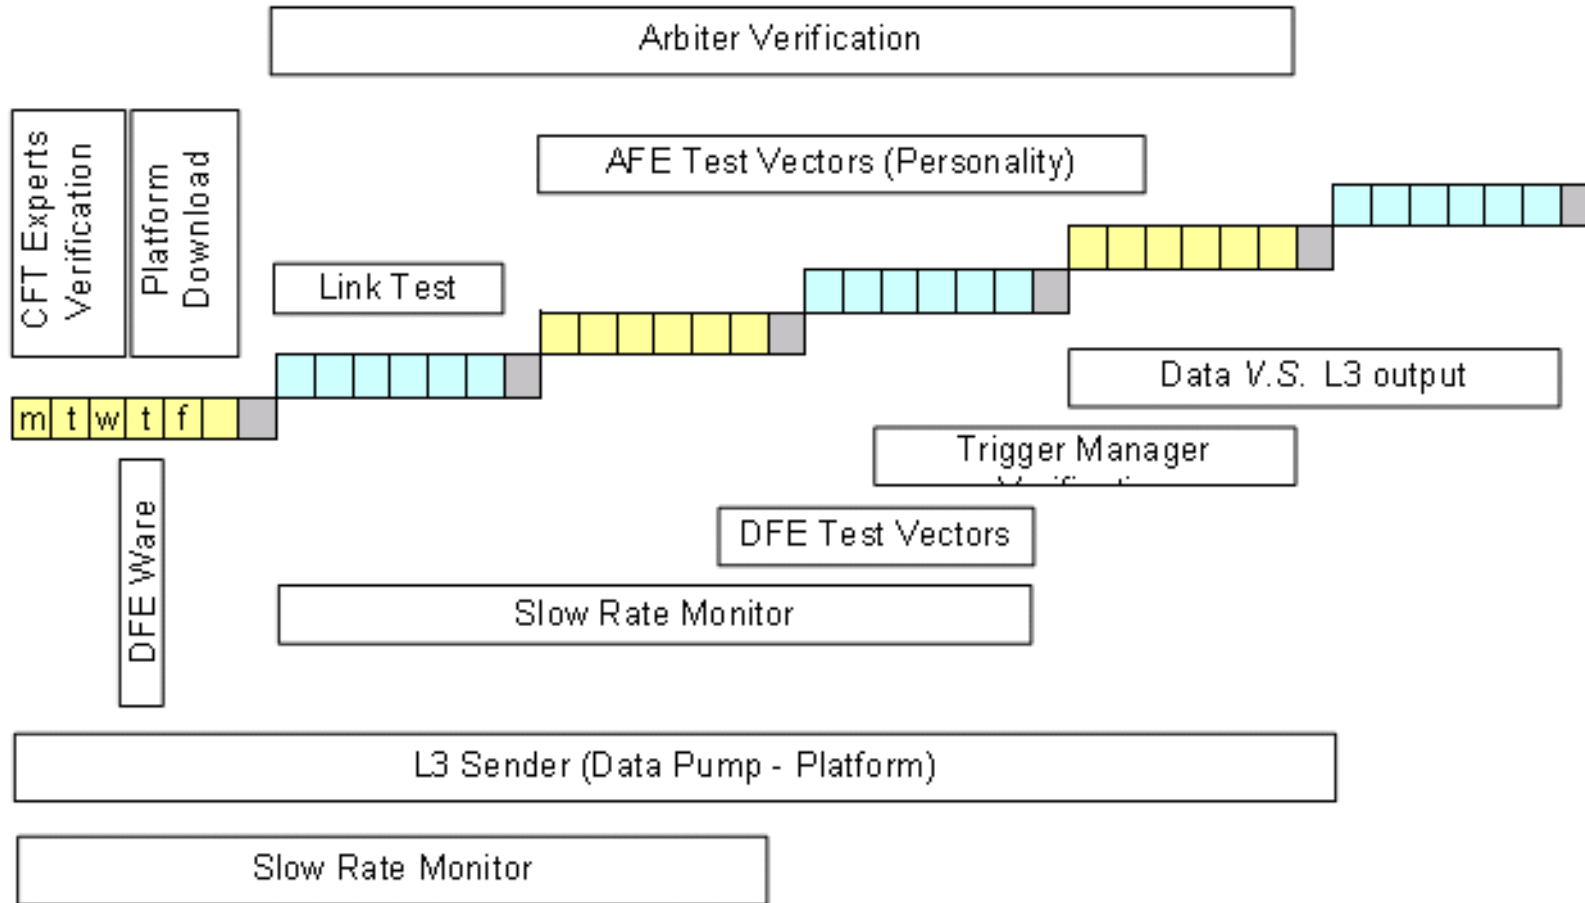 Arbiter Verification
CFT Experts
Verification
Platform
Download
AFE Test Vectors (Personality)
Link Test
m t w t f
Data V.S. L3 output
Trigger Manager
DFE Ware
DFE Test Vectors
Slow Rate Monitor
L3 Sender (Data Pump - Platform)
Slow Rate Monitor